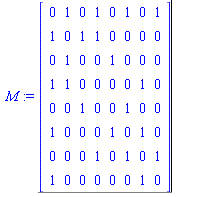 M :=
0 1 0 1 0 1 0 1
1 0 1 1 0 0 0 0
0 1 0 0 1 0 0 0
1 1 0 0 0 0 1 0
0 0 1 0 0 1 0 0
1 0 0 0 1 0 1 0
0 0 0 1 0 1 0 1
1 0 0 0 0 0 1 0